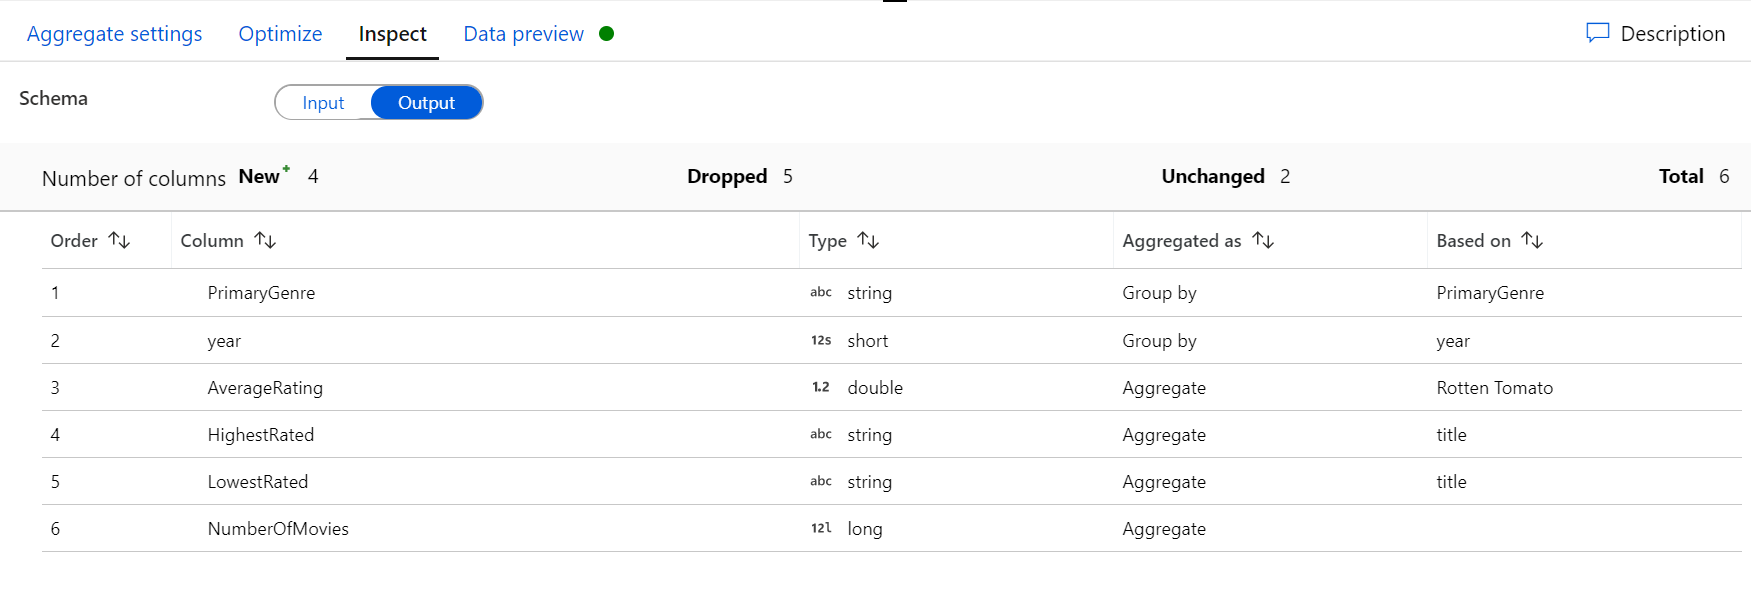 Aggregate settings Optimize Inspect Data preview Description
Schema Input Output
Number of columns New + 4 Dropped 5 Unchanged 2 Total 6
Order Column Type Aggregated as Based on
1 PrimaryGenre abc string Group by PrimaryGenre
2 year 12s short Group by year
3 AverageRating 1.2 double Aggregate Rotten Tomato
4 HighestRated abc string Aggregate title
5 LowestRated abc string Aggregate title
6 NumberOfMovies 12l long Aggregate